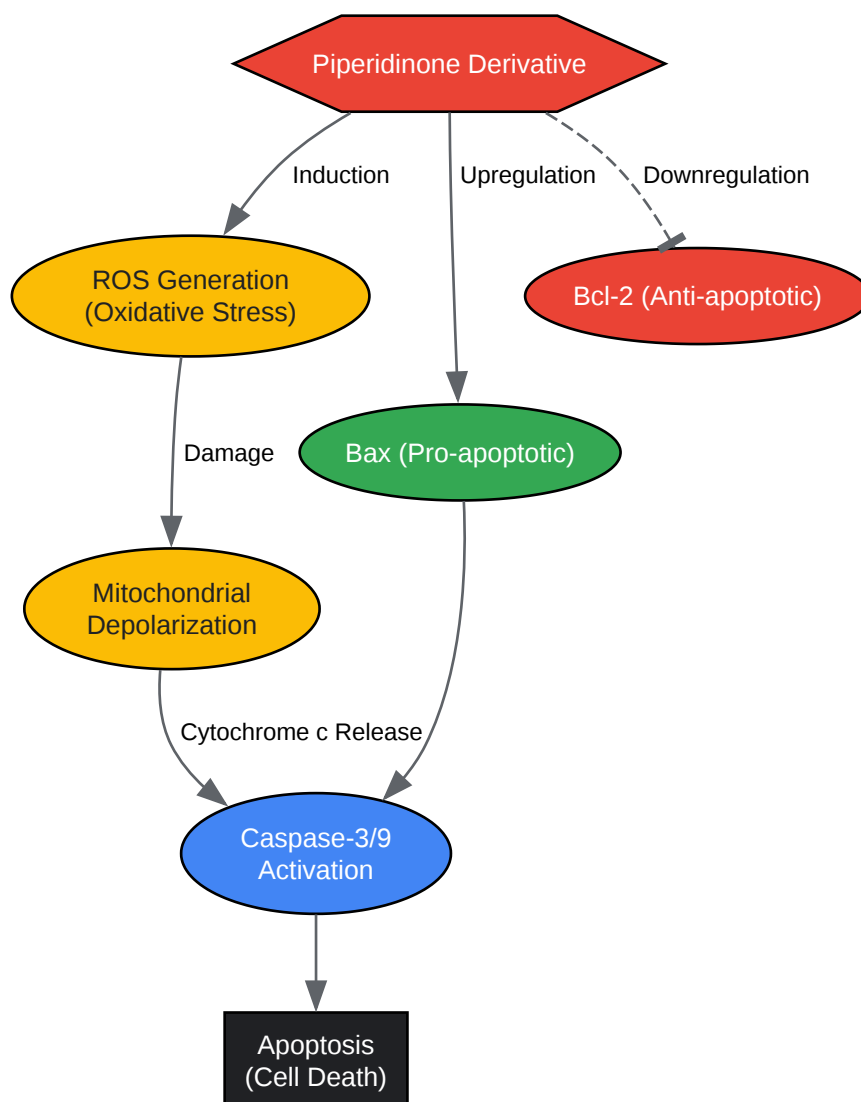 Piperidinone Derivative
Induction
Upregulation
Downregulation
ROS Generation
(Oxidative Stress)
Bcl-2 (Anti-apoptotic)
Damage
Bax (Pro-apoptotic)
Mitochondrial
Depolarization
Cytochrome c Release
Caspase-3/9
Activation
Apoptosis
(Cell Death)